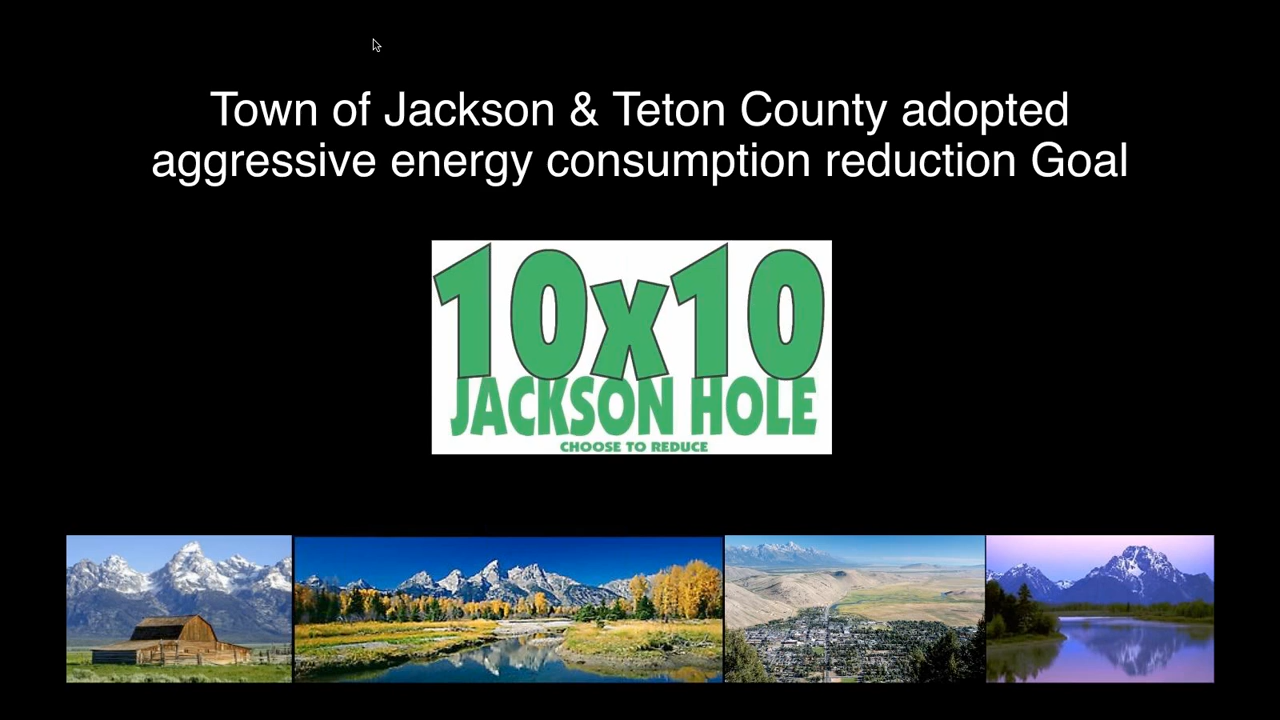 Town of Jackson & Teton County adopted
aggressive energy consumption reduction Goal
10x10
JACKSON HOLE
CHOOSE TO REDUCE